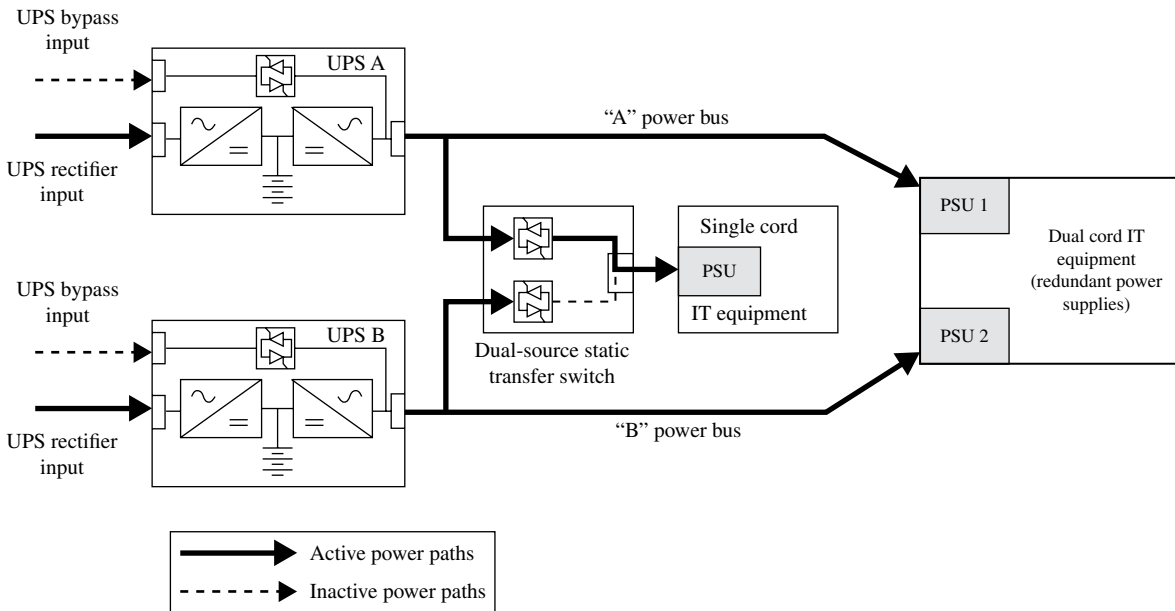 UPS bypass
input
UPS A
UPS rectifier
input
“A” power bus
PSU 1
Dual cord IT
equipment
(redundant power
supplies)
PSU 2
Single cord
PSU
IT equipment
Dual-source static
transfer switch
UPS bypass
input
UPS B
UPS rectifier
input
“B” power bus
Active power paths
Inactive power paths